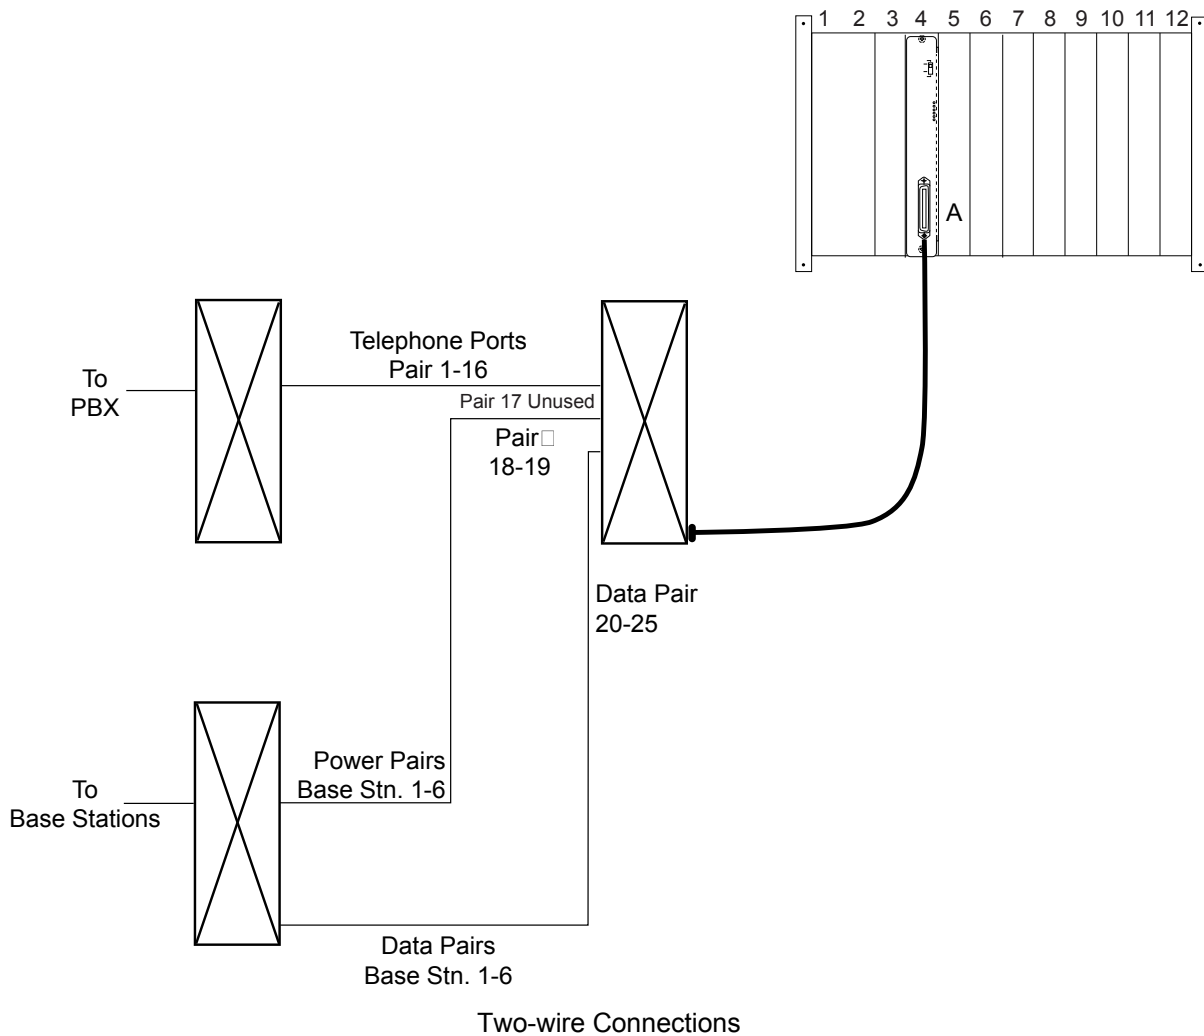 1 2 3 4 5 6 7 8 9 10 11 12
A
Telephone Ports
Pair 1-16
To
PBX
Pair 17 Unused
Pair
18-19
Data Pair
20-25
Power Pairs
Base Stn. 1-6
To
Base Stations
Data Pairs
Base Stn. 1-6
Two-wire Connections